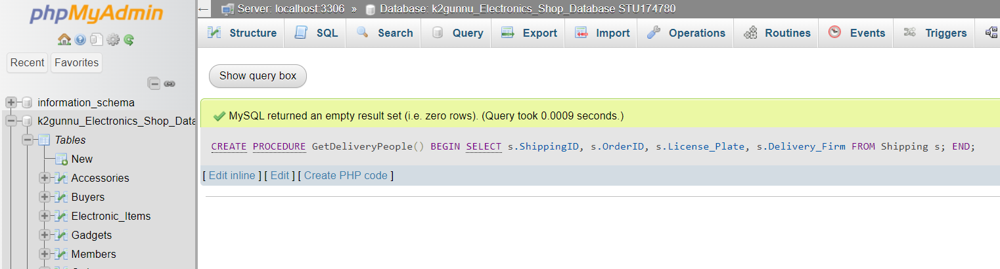 phpMyAdmin
Server: localhost:3306 » Database: k2gunnu_Electronics_Shop_Database STU174780
Structure SQL Search Query Export Import Operations Routines Events Triggers
Recent Favorites
Show query box
information_schema
k2gunnu_Electronics_Shop_Data
Tables
New
Accessories
Buyers
Electronic_Items
Gadgets
Members
MySQL returned an empty result set (i.e. zero rows). (Query took 0.0009 seconds.)
CREATE PROCEDURE GetDeliveryPeople() BEGIN SELECT s.ShippingID, s.OrderID, s.License_Plate, s.Delivery_Firm FROM Shipping s; END;
[ Edit inline ] [ Edit ] [ Create PHP code ]